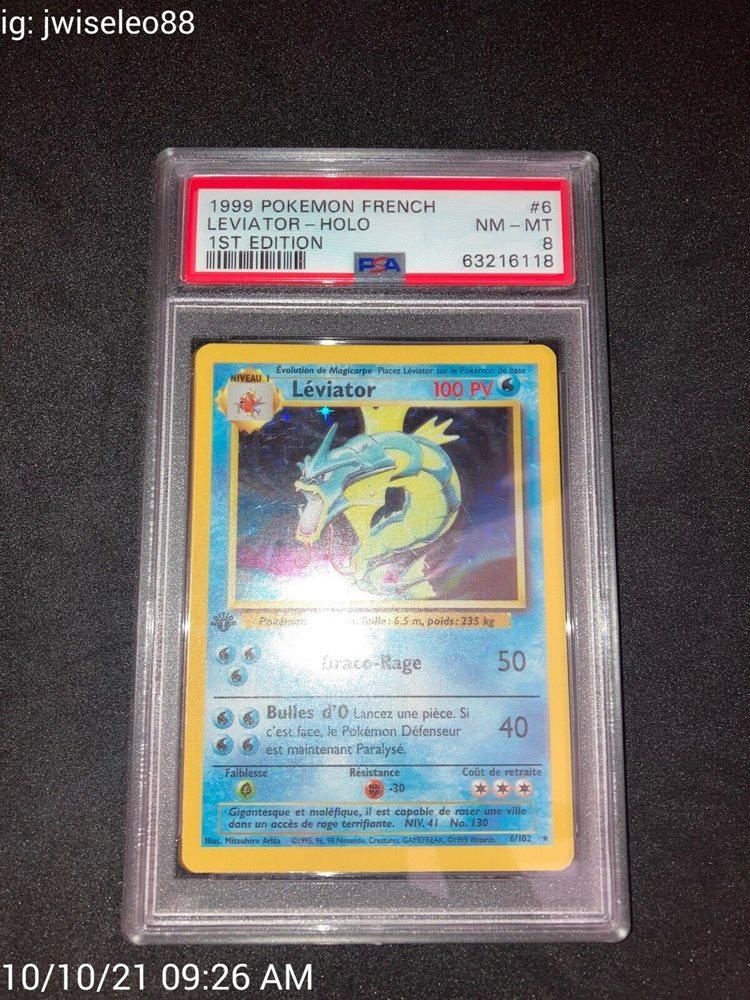 ig: jwiseleo88
1999 POKEMON FRENCH #6
LEVIATOR – HOLO NM – MT
1ST EDITION 8
PSA 63216118
Évolution de Magicarpe Placez Léviator sur le Pokémon de base
NIVEAU 1
Léviator 100 PV
EDITION 1
Pokémon Taille: 6.5 m, poids: 235 kg
Draco-Rage 50
Bulles d'O Lancez une pièce. Si
c'est face, le Pokémon Défenseur 40
est maintenant Paralysé.
Faiblesse Résistance Coût de retraite
-30
Gigantesque et maléfique, il est capable de raser une ville
dans un accès de rage terrifiante. NIV. 41 No. 130
Illus. Mitsuhiro Arita ©1995, 96, 98 Nintendo, Creatures, GAMEFREAK. ©1999 Wizards. 6/102 ★
10/10/21 09:26 AM